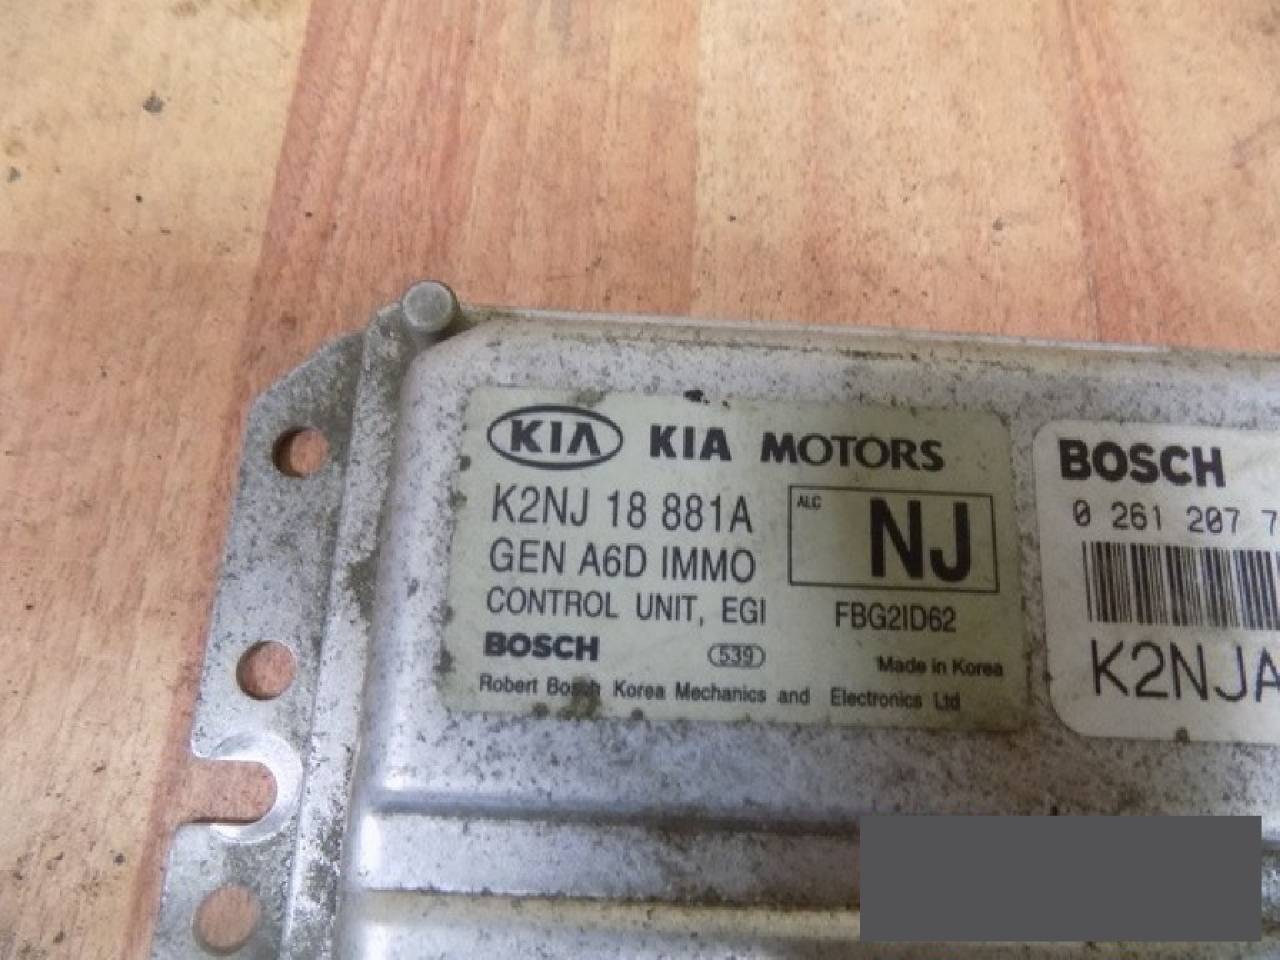 KIA KIA MOTORS
K2NJ 18 881A
ALC NJ
GEN A6D IMMO
CONTROL UNIT, EGI
FBG2ID62
BOSCH
539
Made in Korea
Robert Bosch Korea Mechanics and Electronics Ltd
BOSCH
0 261 207 7
K2NJA